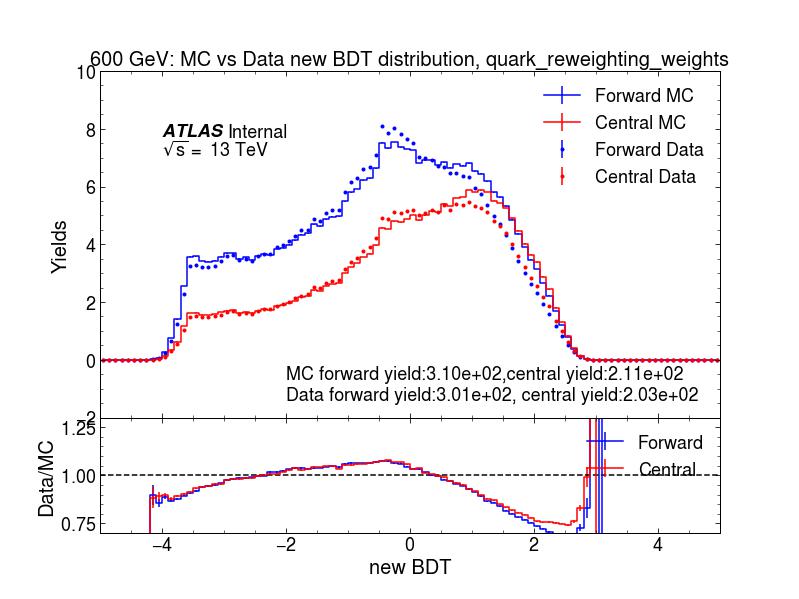 600 GeV: MC vs Data new BDT distribution, quark_reweighting_weights
10
8
6
4
2
0
−2
Yields
ATLAS Internal
√s = 13 TeV
Forward MC
Central MC
Forward Data
Central Data
MC forward yield:3.10e+02,central yield:2.11e+02
Data forward yield:3.01e+02, central yield:2.03e+02
1.25
1.00
0.75
Data/MC
Forward
Central
−4 −2 0 2 4
new BDT